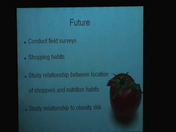 Future
Conduct field surveys
Shopping habits
Study relationship between location
of shoppers and nutrition habits
Study relationship to obesity risk